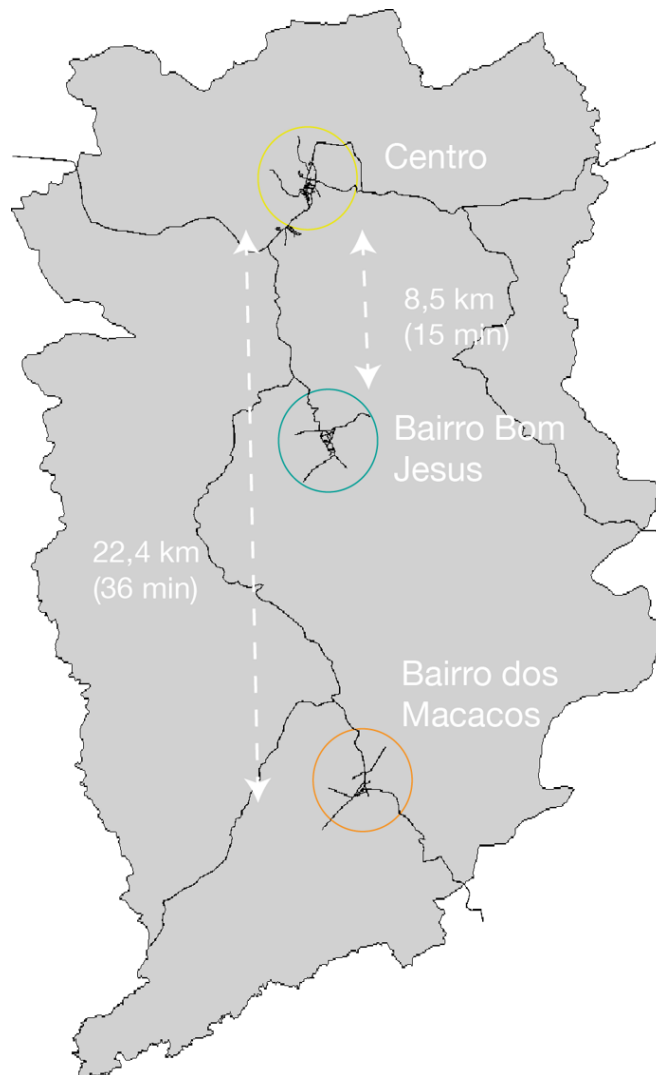 Centro
8,5 km
(15 min)
Bairro Bom
Jesus
22,4 km
(36 min)
Bairro dos
Macacos